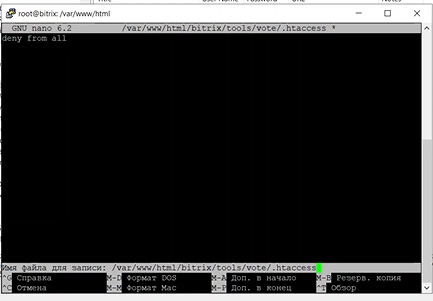 root@bitrix: /var/www/html
GNU nano 6.2 /var/www/html/bitrix/tools/vote/.htaccess *
deny from all
Имя файла для записи: /var/www/html/bitrix/tools/vote/.htaccess
^G Справка M-D Формат DOS M-A Доп. в начало M-B Резерв. копия
^C Отмена M-M Формат Mac M-P Доп. в конец ^T Обзор